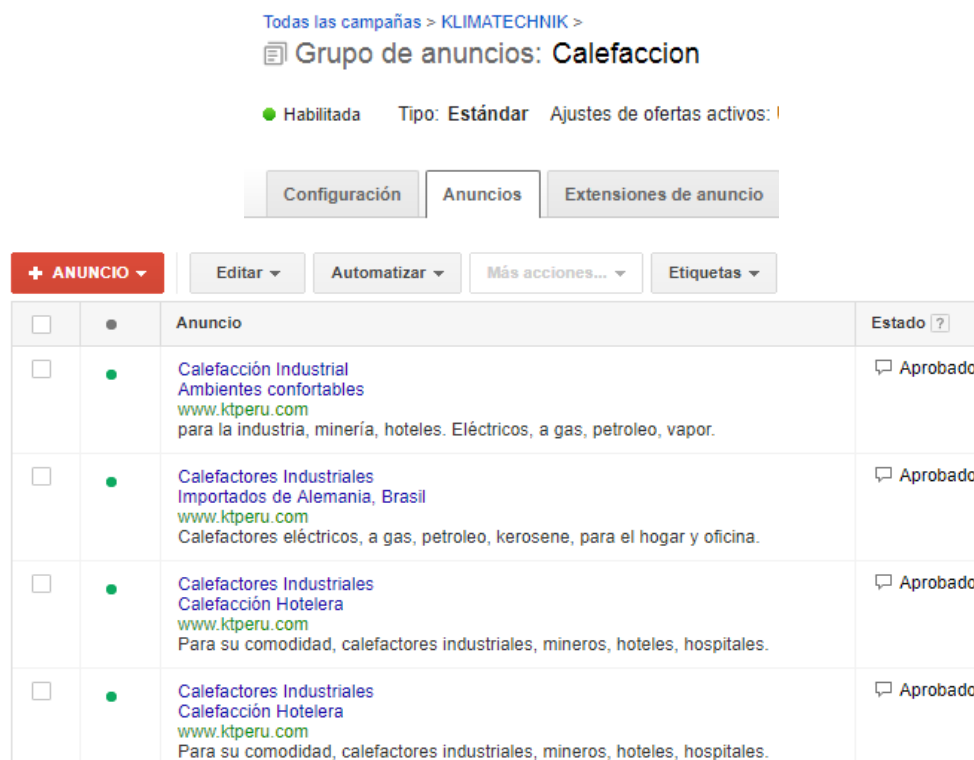 Todas las campañas > KLIMATECHNIK >
Grupo de anuncios: Calefaccion
Habilitada Tipo: Estándar Ajustes de ofertas activos:
Configuración Anuncios Extensiones de anuncio
+ ANUNCIO Editar Automatizar Más acciones... Etiquetas
Anuncio Estado ?
Calefacción Industrial Aprobado
Ambientes confortables
www.ktperu.com
para la industria, minería, hoteles. Eléctricos, a gas, petroleo, vapor.
Calefactores Industriales Aprobado
Importados de Alemania, Brasil
www.ktperu.com
Calefactores eléctricos, a gas, petroleo, kerosene, para el hogar y oficina.
Calefactores Industriales Aprobado
Calefacción Hotelera
www.ktperu.com
Para su comodidad, calefactores industriales, mineros, hoteles, hospitales.
Calefactores Industriales Aprobado
Calefacción Hotelera
www.ktperu.com
Para su comodidad, calefactores industriales, mineros, hoteles, hospitales.